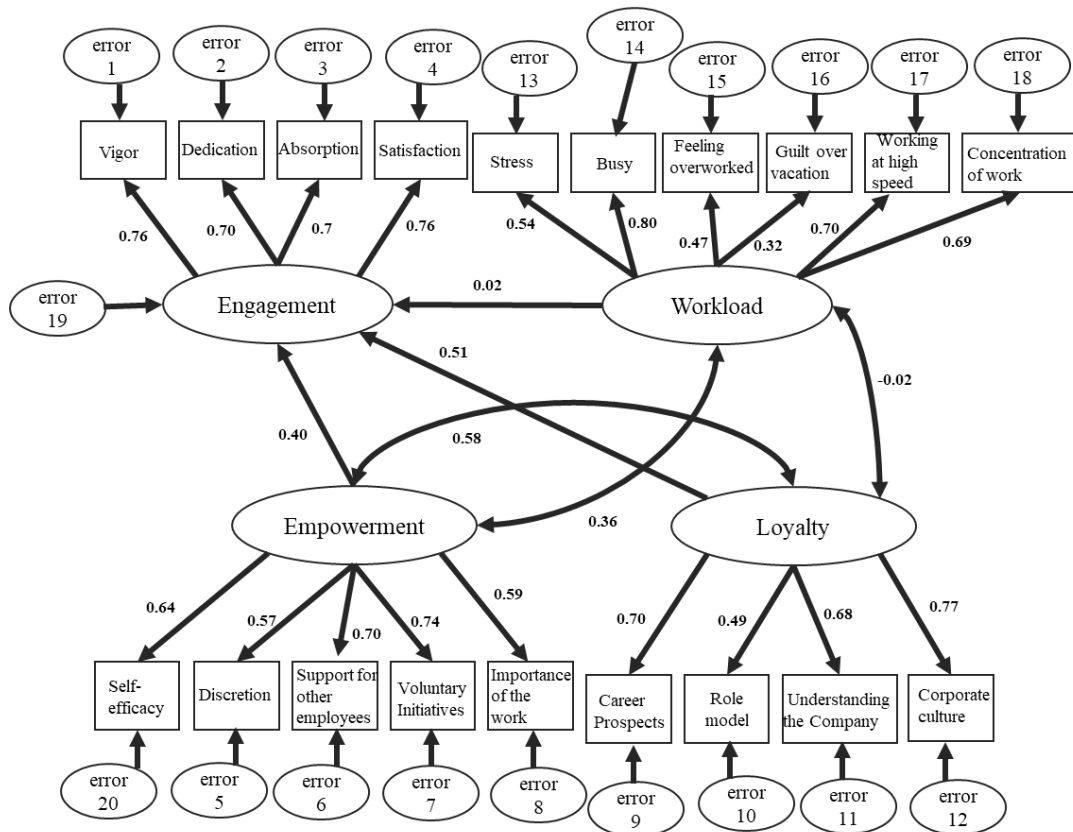 error
1
error
2
error
3
error
4
error
13
error
14
error
15
error
16
error
17
error
18
Vigor
Dedication
Absorption
Satisfaction
Stress
Busy
Feeling
overworked
Guilt over
vacation
Working
at high
speed
Concentration
of work
0.76
0.70
0.7
0.76
0.54
0.80
0.47
0.32
0.70
0.69
error
19
Engagement
0.02
Workload
0.51
-0.02
0.40
0.58
Empowerment
0.36
Loyalty
0.64
0.57
0.70
0.74
0.59
0.70
0.49
0.68
0.77
Self-
efficacy
Discretion
Support for
other
employees
Voluntary
Initiatives
Importance
of the
work
Career
Prospects
Role
model
Understanding
the Company
Corporate
culture
error
20
error
5
error
6
error
7
error
8
error
9
error
10
error
11
error
12